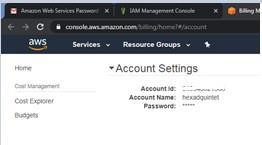 Amazon Web Services Password
IAM Management Console
Billing M
console.aws.amazon.com/billing/home?#/account
aws
Services
Resource Groups
Home
Cost Management
Cost Explorer
Budgets
Account Settings
Account Id:
Account Name: hexadquintet
Password: *****